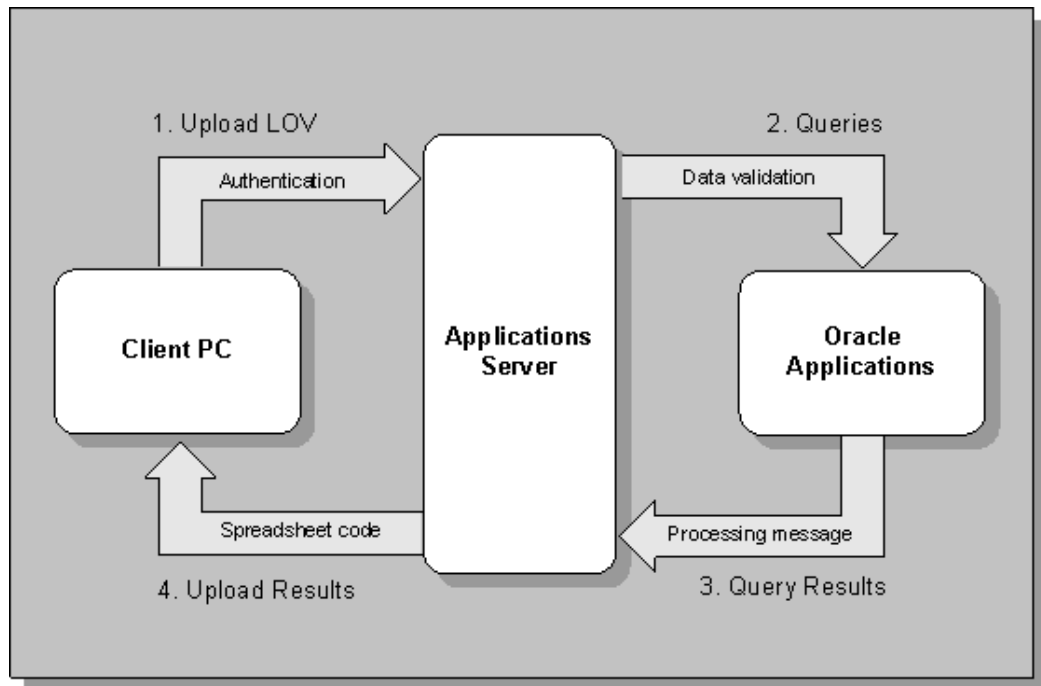 1. Upload LOV
2. Queries
Authentication
Data validation
Client PC
Applications
Server
Oracle
Applications
Spreadsheet code
Processing message
4. Upload Results
3. Query Results